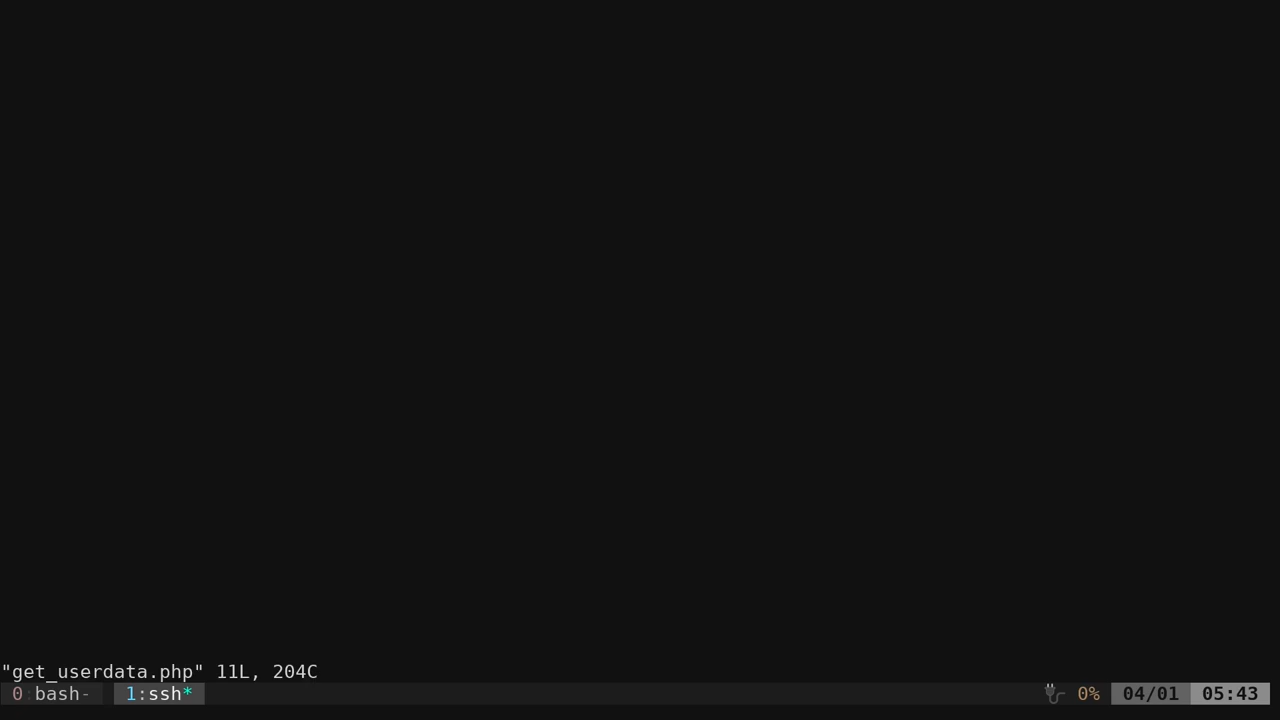 "get_userdata.php" 11L, 204C
0:bash- 1:ssh* 0% 04/01 05:43